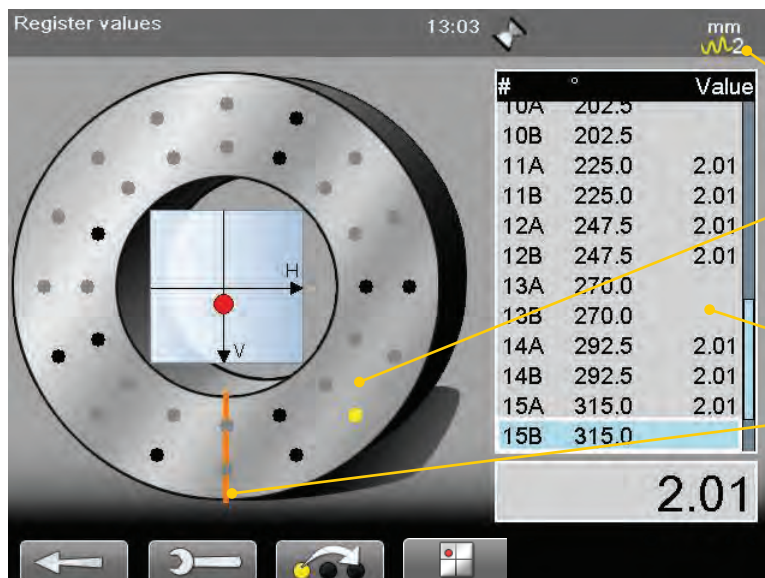 Register values 13:03 mm
2
# ° Value
10A 202.5
10B 202.5
11A 225.0 2.01
11B 225.0 2.01
12A 247.5 2.01
12B 247.5 2.01
13A 270.0
13B 270.0
14A 292.5 2.01
14B 292.5 2.01
15A 315.0 2.01
15B 315.0
H
V
2.01